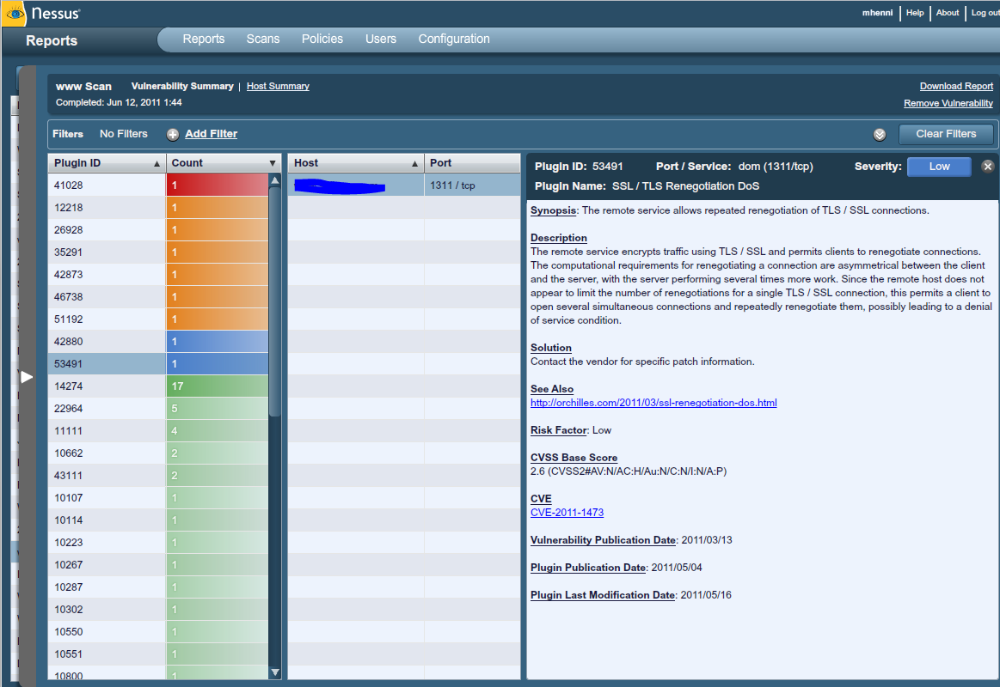 Nessus
mhenni | Help | About | Log out
Reports
Reports Scans Policies Users Configuration
www Scan Vulnerability Summary | Host Summary
Download Report
Completed: Jun 12, 2011 1:44
Remove Vulnerability
Filters No Filters Add Filter
Clear Filters
Plugin ID Count
41028 1
12218 1
26928 1
35291 1
42873 1
46738 1
51192 1
42880 1
53491 1
14274 17
22964 5
11111 4
10662 2
43111 2
10107 1
10114 1
10223 1
10267 1
10287 1
10302 1
10550 1
10551 1
10800 1
Host Port
1311 / tcp
Plugin ID: 53491 Port / Service: dom (1311/tcp) Severity: Low
Plugin Name: SSL / TLS Renegotiation DoS
Synopsis: The remote service allows repeated renegotiation of TLS / SSL connections.
Description
The remote service encrypts traffic using TLS / SSL and permits clients to renegotiate connections.
The computational requirements for renegotiating a connection are asymmetrical between the client
and the server, with the server performing several times more work. Since the remote host does not
appear to limit the number of renegotiations for a single TLS / SSL connection, this permits a client to
open several simultaneous connections and repeatedly renegotiate them, possibly leading to a denial
of service condition.
Solution
Contact the vendor for specific patch information.
See Also
http://orchilles.com/2011/03/ssl-renegotiation-dos.html
Risk Factor: Low
CVSS Base Score
2.6 (CVSS2#AV:N/AC:H/Au:N/C:N/I:N/A:P)
CVE
CVE-2011-1473
Vulnerability Publication Date: 2011/03/13
Plugin Publication Date: 2011/05/04
Plugin Last Modification Date: 2011/05/16